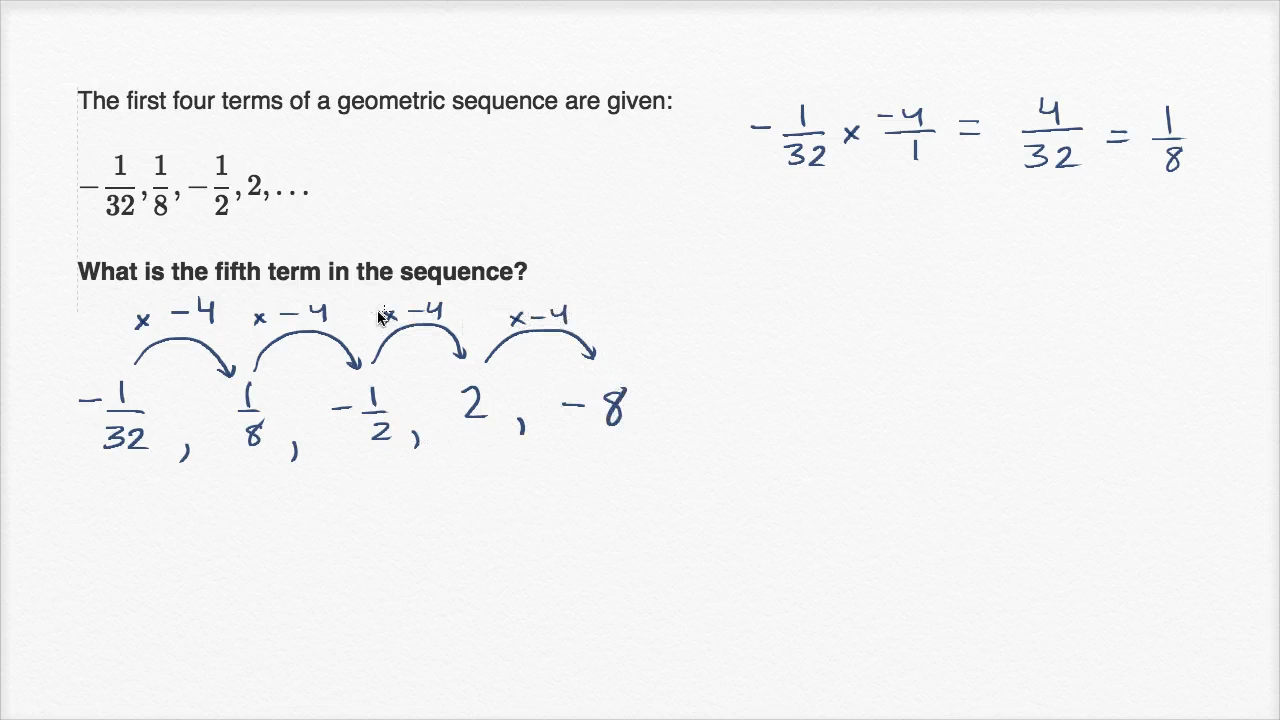 The first four terms of a geometric sequence are given:
-1/32, 1/8, -1/2, 2, ...
What is the fifth term in the sequence?
x -4 x -4 x -4 x -4
-1/32, 1/8, -1/2, 2, -8
-1/32 x -4/1 = 4/32 = 1/8